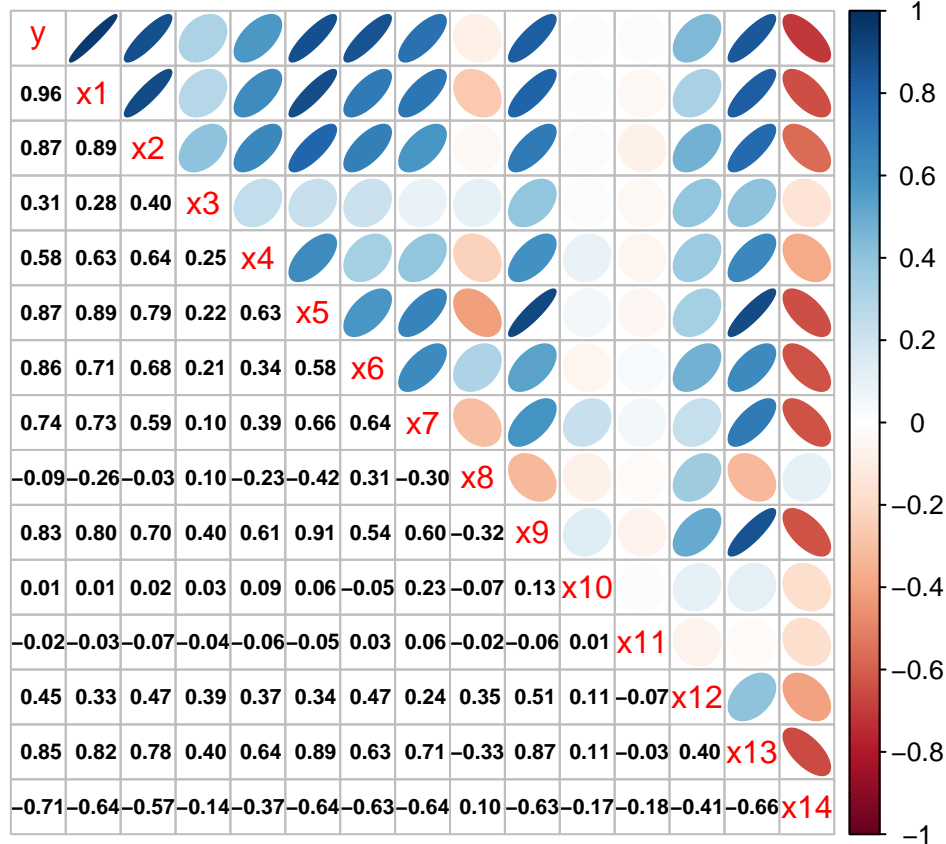 y
0.96 x1
0.87 0.89 x2
0.31 0.28 0.40 x3
0.58 0.63 0.64 0.25 x4
0.87 0.89 0.79 0.22 0.63 x5
0.86 0.71 0.68 0.21 0.34 0.58 x6
0.74 0.73 0.59 0.10 0.39 0.66 0.64 x7
−0.09 −0.26 −0.03 0.10 −0.23 −0.42 0.31 −0.30 x8
0.83 0.80 0.70 0.40 0.61 0.91 0.54 0.60 −0.32 x9
0.01 0.01 0.02 0.03 0.09 0.06 −0.05 0.23 −0.07 0.13 x10
−0.02 −0.03 −0.07 −0.04 −0.06 −0.05 0.03 0.06 −0.02 −0.06 0.01 x11
0.45 0.33 0.47 0.39 0.37 0.34 0.47 0.24 0.35 0.51 0.11 −0.07 x12
0.85 0.82 0.78 0.40 0.64 0.89 0.63 0.71 −0.33 0.87 0.11 −0.03 0.40 x13
−0.71 −0.64 −0.57 −0.14 −0.37 −0.64 −0.63 −0.64 0.10 −0.63 −0.17 −0.18 −0.41 −0.66 x14
1
0.8
0.6
0.4
0.2
0
−0.2
−0.4
−0.6
−0.8
−1